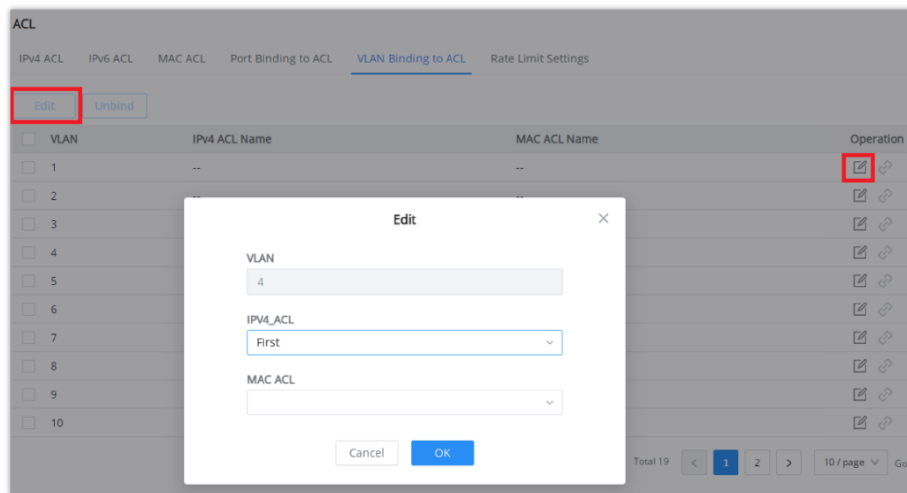 ACL
IPv4 ACL IPv6 ACL MAC ACL Port Binding to ACL VLAN Binding to ACL Rate Limit Settings
Edit Unbind
VLAN IPv4 ACL Name MAC ACL Name Operation
1 -- --
2 -- --
3
4
5
6
7
8
9
10
Edit
VLAN
4
IPV4_ACL
First
MAC ACL
Cancel OK
Total 19 < 1 2 > 10 / page Go